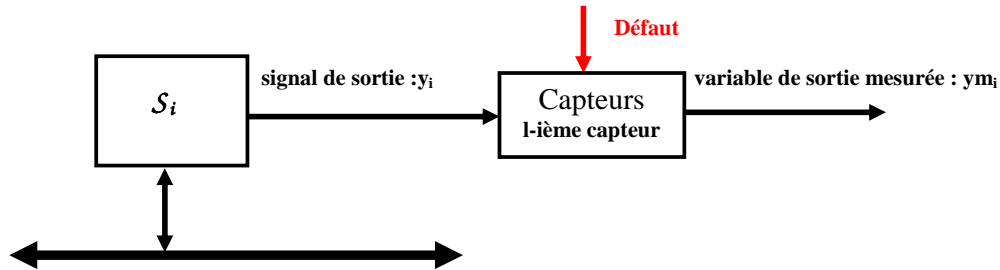 Défaut
signal de sortie :yᵢ
variable de sortie mesurée : ymᵢ
𝒮ᵢ
Capteurs
l-ième capteur